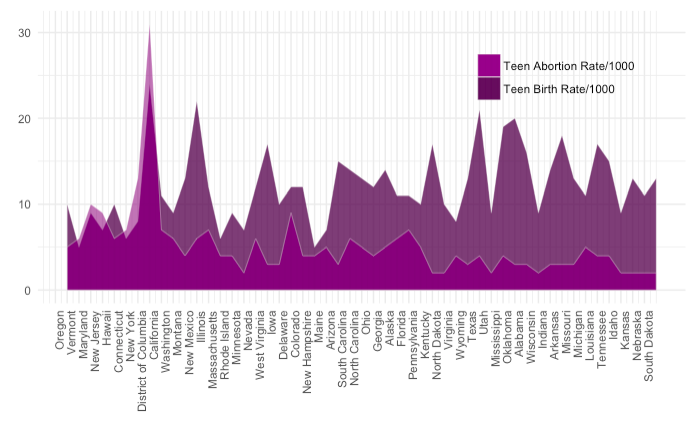 30
20
10
0
Teen Abortion Rate/1000
Teen Birth Rate/1000
Oregon
Vermont
Maryland
New Jersey
Hawaii
Connecticut
New York
District of Columbia
California
Washington
Montana
New Mexico
Illinois
Massachusetts
Rhode Island
Minnesota
Nevada
West Virginia
Iowa
Delaware
Colorado
New Hampshire
Maine
Arizona
South Carolina
North Carolina
Ohio
Georgia
Alaska
Florida
Pennsylvania
Kentucky
North Dakota
Virginia
Wyoming
Texas
Utah
Mississippi
Oklahoma
Alabama
Wisconsin
Indiana
Arkansas
Missouri
Michigan
Louisiana
Tennessee
Idaho
Kansas
Nebraska
South Dakota